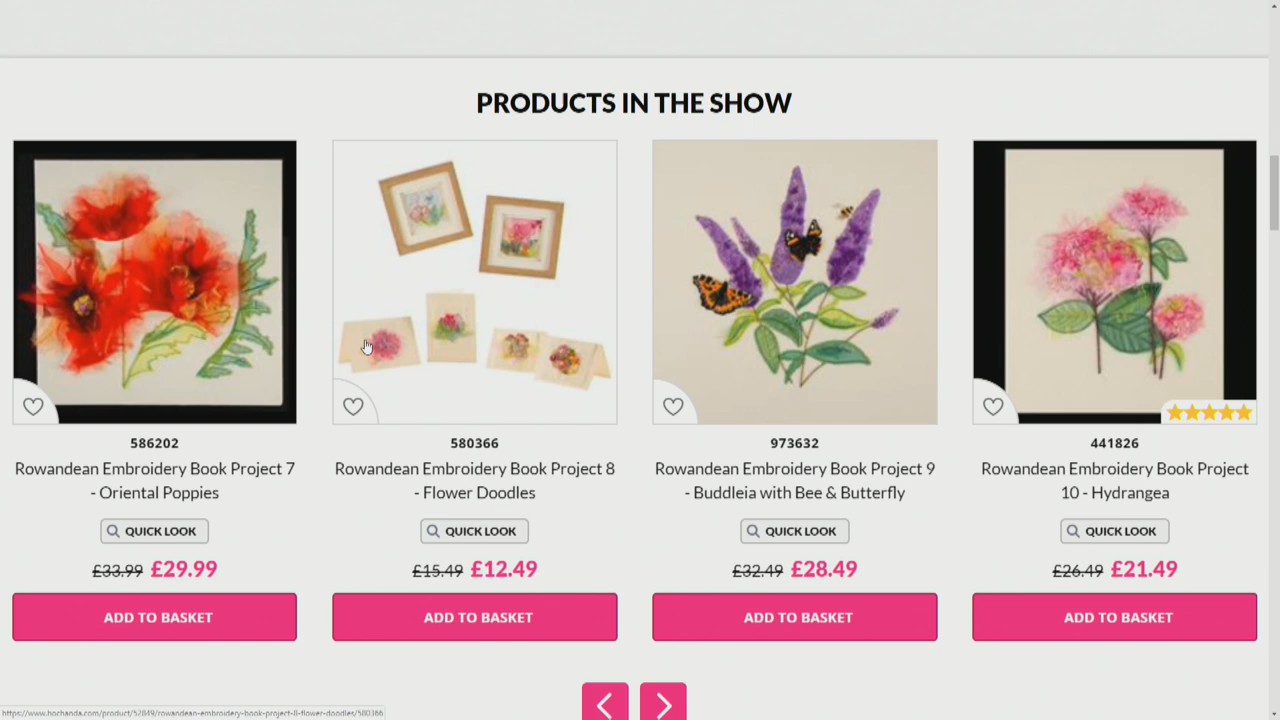 PRODUCTS IN THE SHOW
586202
Rowandean Embroidery Book Project 7
- Oriental Poppies
QUICK LOOK
£33.99 £29.99
ADD TO BASKET
580366
Rowandean Embroidery Book Project 8
- Flower Doodles
QUICK LOOK
£15.49 £12.49
ADD TO BASKET
973632
Rowandean Embroidery Book Project 9
- Buddleia with Bee & Butterfly
QUICK LOOK
£32.49 £28.49
ADD TO BASKET
441826
Rowandean Embroidery Book Project
10 - Hydrangea
QUICK LOOK
£26.49 £21.49
ADD TO BASKET
https://www.hochanda.com/product/52849/rowandean-embroidery-book-project-8-flower-doodles/580366